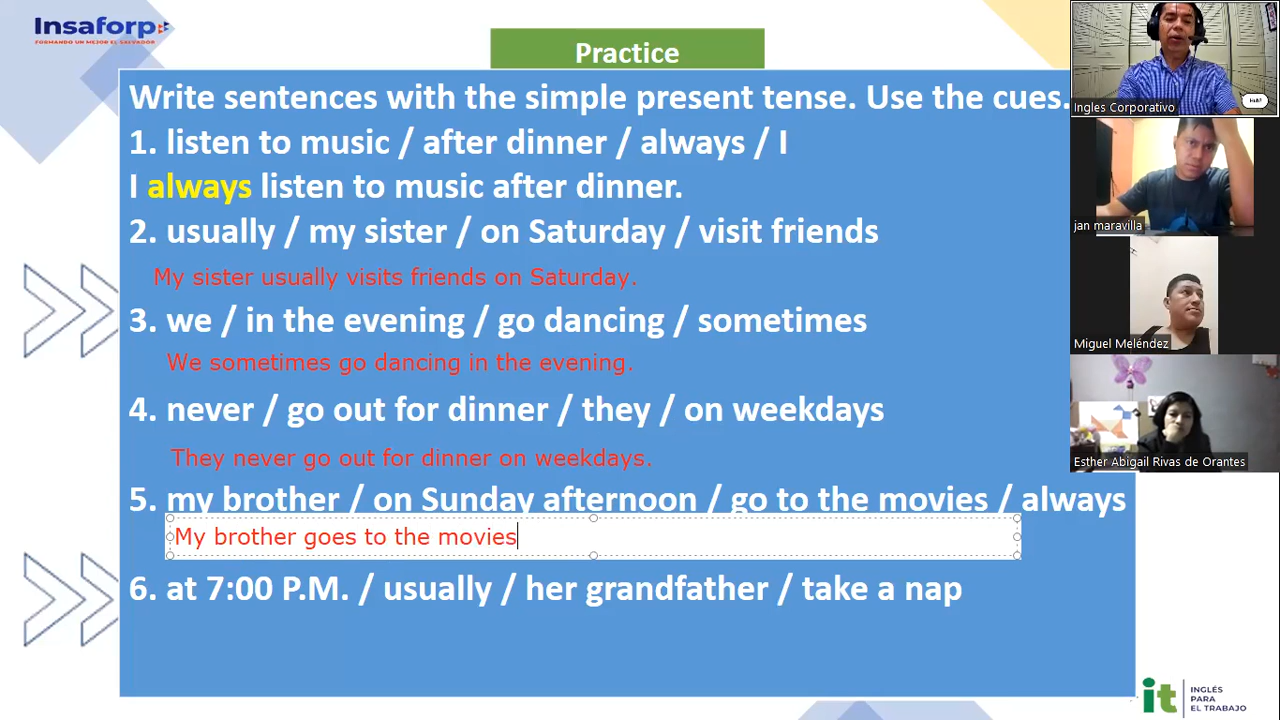 Insaforp
FORMANDO UN MEJOR EL SALVADOR
Practice
Write sentences with the simple present tense. Use the cues.
1. listen to music / after dinner / always / I
I always listen to music after dinner.
2. usually / my sister / on Saturday / visit friends
My sister usually visits friends on Saturday.
3. we / in the evening / go dancing / sometimes
We sometimes go dancing in the evening.
4. never / go out for dinner / they / on weekdays
They never go out for dinner on weekdays.
5. my brother / on Sunday afternoon / go to the movies / always
My brother goes to the movies
6. at 7:00 P.M. / usually / her grandfather / take a nap
Ingles Corporativo
jan maravilla
Miguel Meléndez
Esther Abigail Rivas de Orantes
it
INGLÉS
PARA
EL TRABAJO